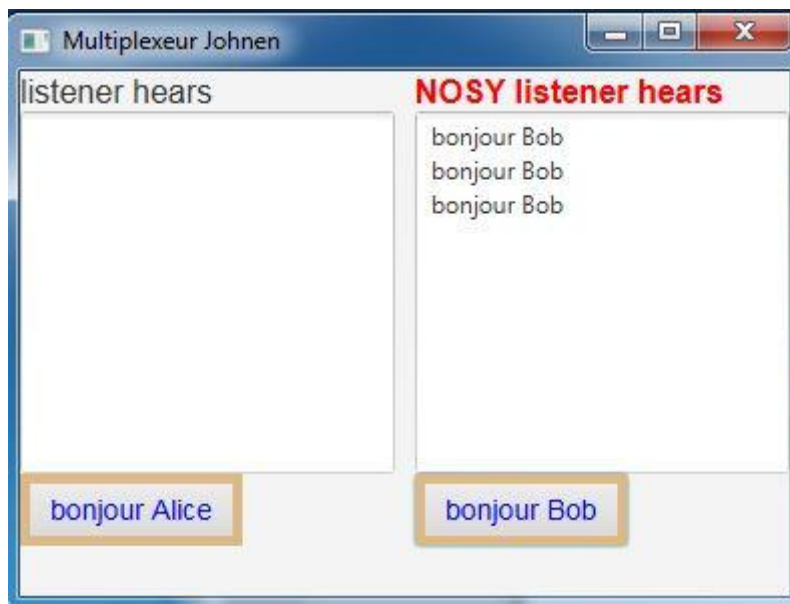 Multiplexeur Johnen
listener hears
NOSY listener hears
bonjour Bob
bonjour Bob
bonjour Bob
bonjour Alice
bonjour Bob